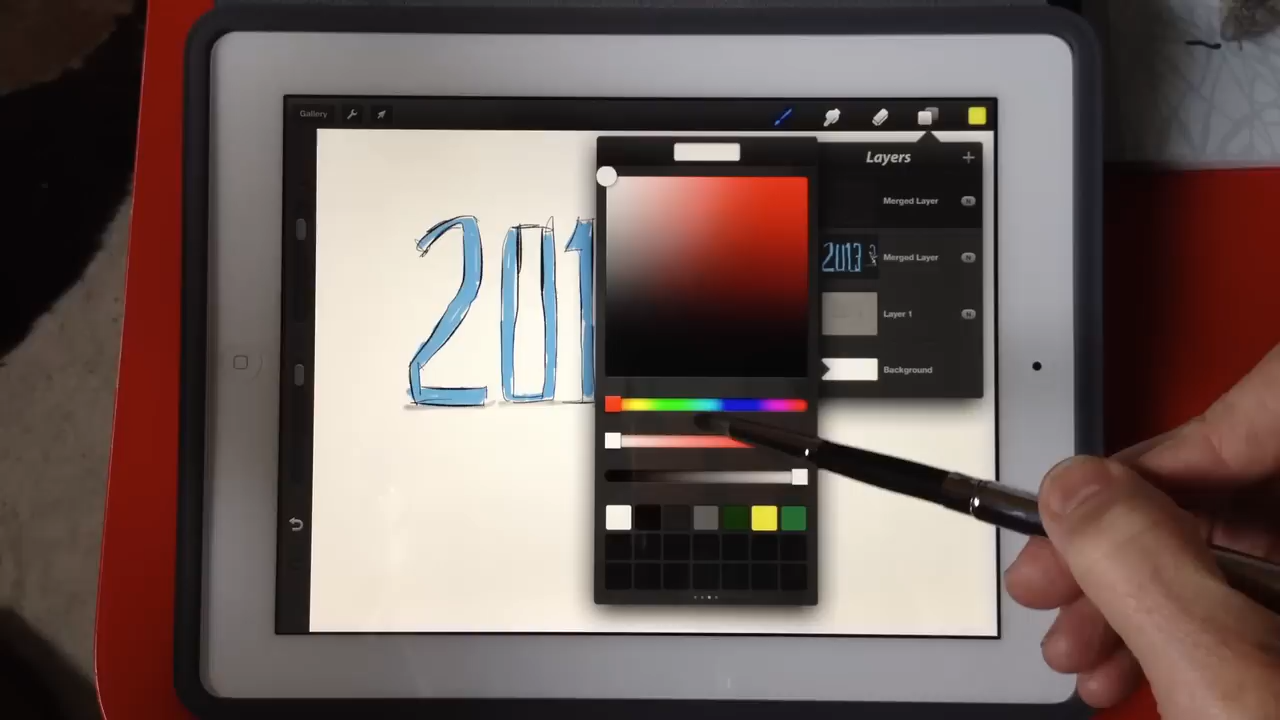 Gallery
Layers
Merged Layer
N
2013
Merged Layer
N
Layer 1
N
Background
201